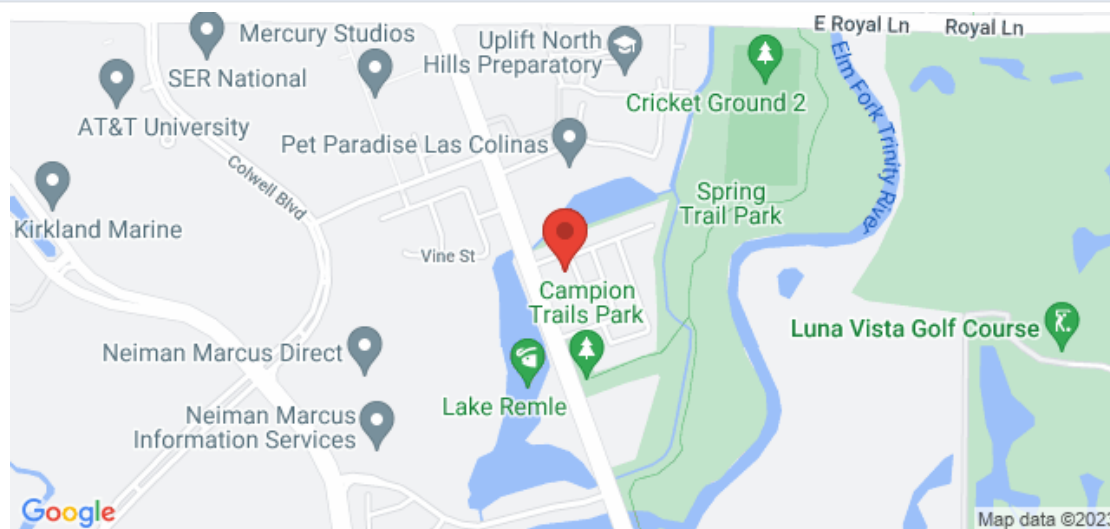 E Royal Ln
Royal Ln
Mercury Studios
Uplift North
Hills Preparatory
SER National
Cricket Ground 2
Elm Fork Trinity River
AT&T University
Pet Paradise Las Colinas
Colwell Blvd
Spring
Trail Park
Kirkland Marine
Vine St
Campion
Trails Park
Luna Vista Golf Course
Neiman Marcus Direct
Lake Remle
Neiman Marcus
Information Services
Google
Map data ©2023